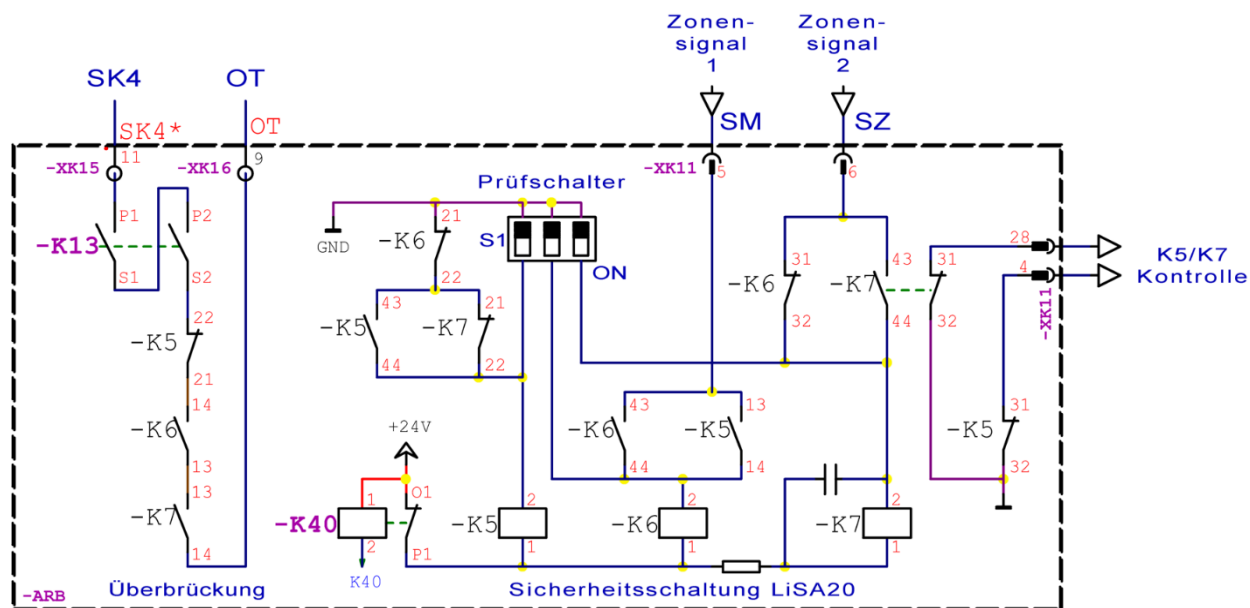 Zonen-
signal
1
Zonen-
signal
2
SK4
OT
SM
SZ
SK4*
OT
11
9
-XK15
-XK16
-XK11
5
6
Prüfschalter
P1
P2
-K13
S1
S2
GND
21
-K6
22
S1
ON
31
-K6
32
43
-K7
44
31
32
28
4
-XK11
K5/K7
Kontrolle
22
-K5
21
43
-K5
44
21
-K7
22
14
-K6
13
43
-K6
44
13
-K5
14
31
-K5
32
13
-K7
14
+24V
1
-K40
2
K40
O1
P1
2
-K5
1
2
-K6
1
2
-K7
1
Überbrückung
Sicherheitsschaltung LiSA20
-ARB